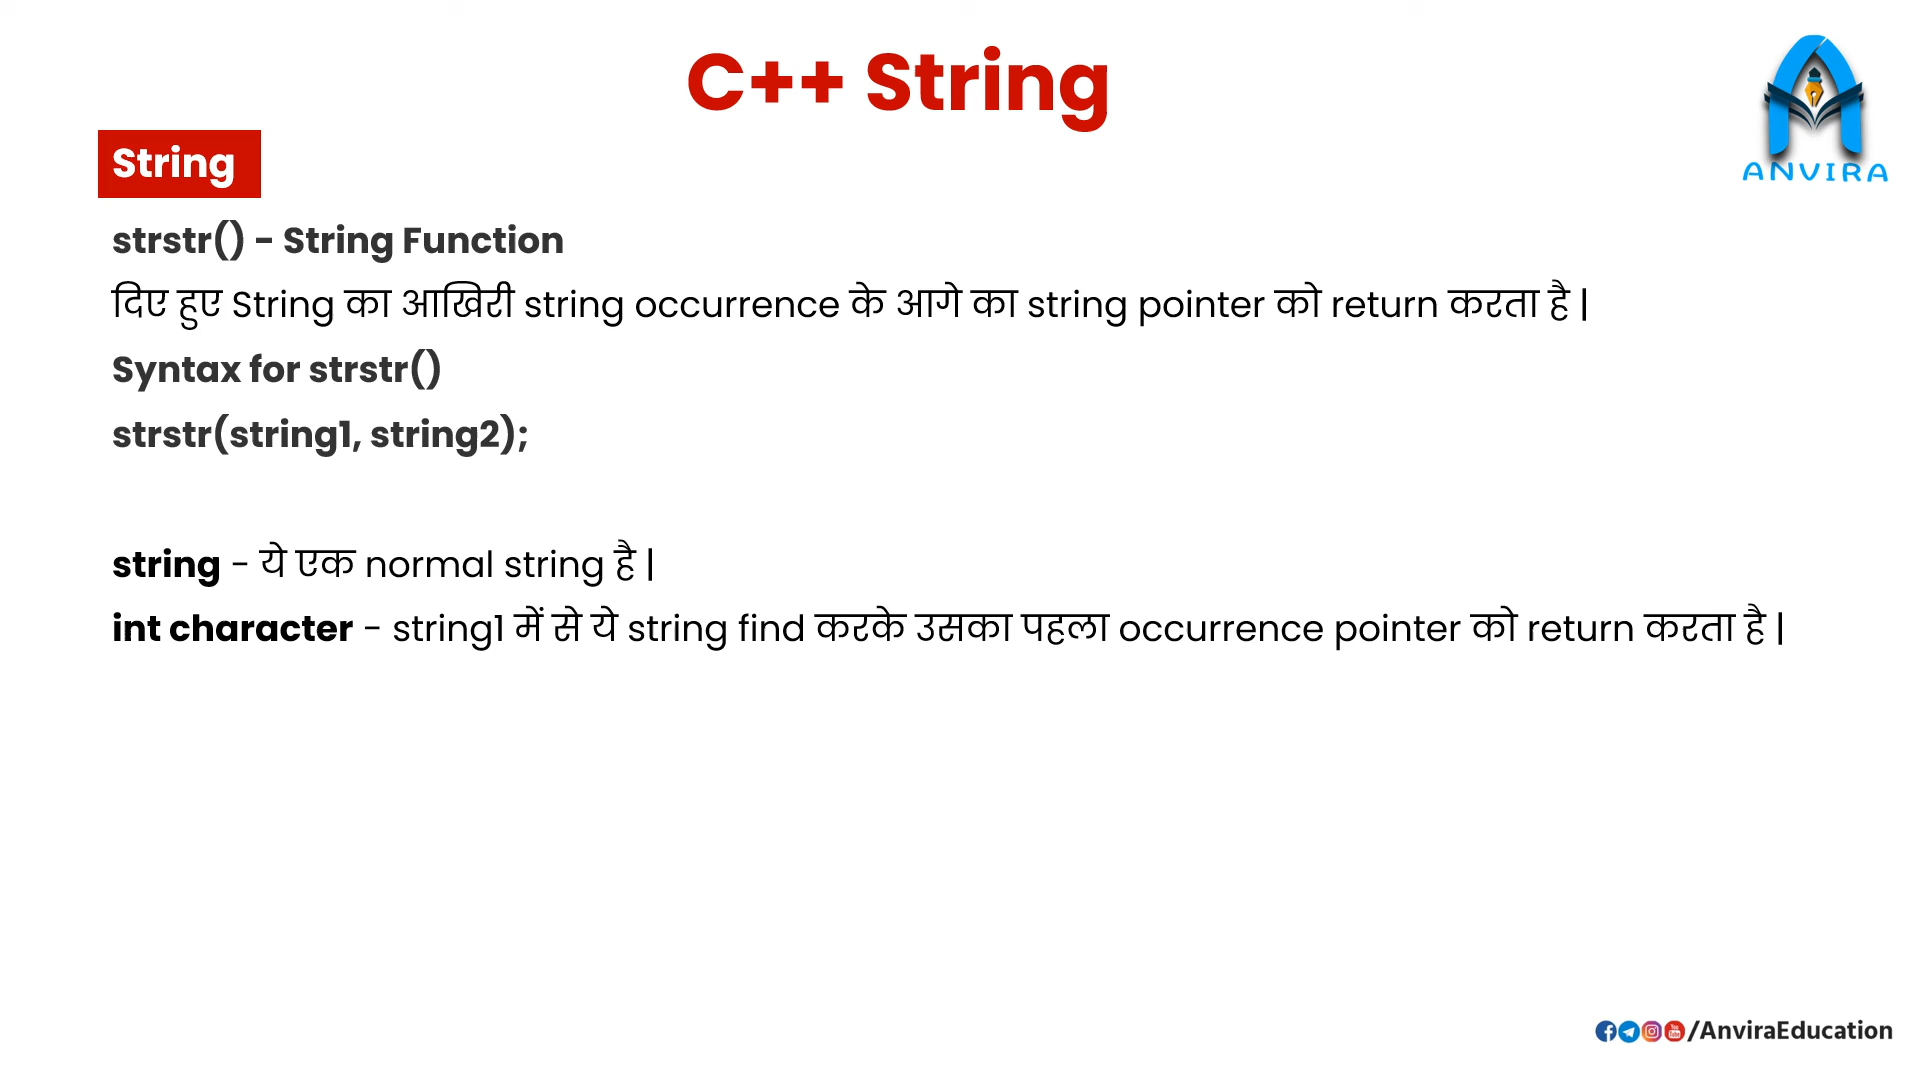 C++ String
ANVIRA
String
strstr() - String Function
दिए हुए String का आखिरी string occurrence के आगे का string pointer को return करता है |
Syntax for strstr()
strstr(string1, string2);
string - ये एक normal string है |
int character - string1 में से ये string find करके उसका पहला occurrence pointer को return करता है |
/AnviraEducation